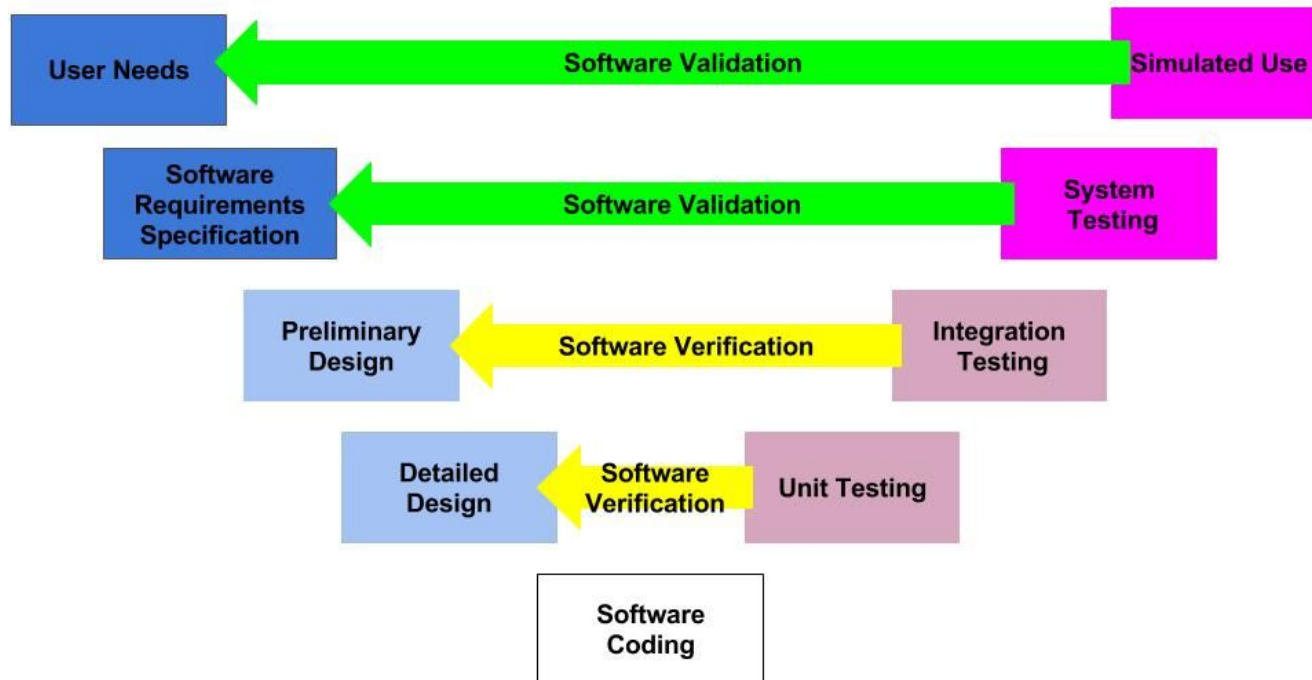 User Needs
Software Validation
Simulated Use
Software
Requirements
Specification
Software Validation
System
Testing
Preliminary
Design
Software Verification
Integration
Testing
Detailed
Design
Software
Verification
Unit Testing
Software
Coding